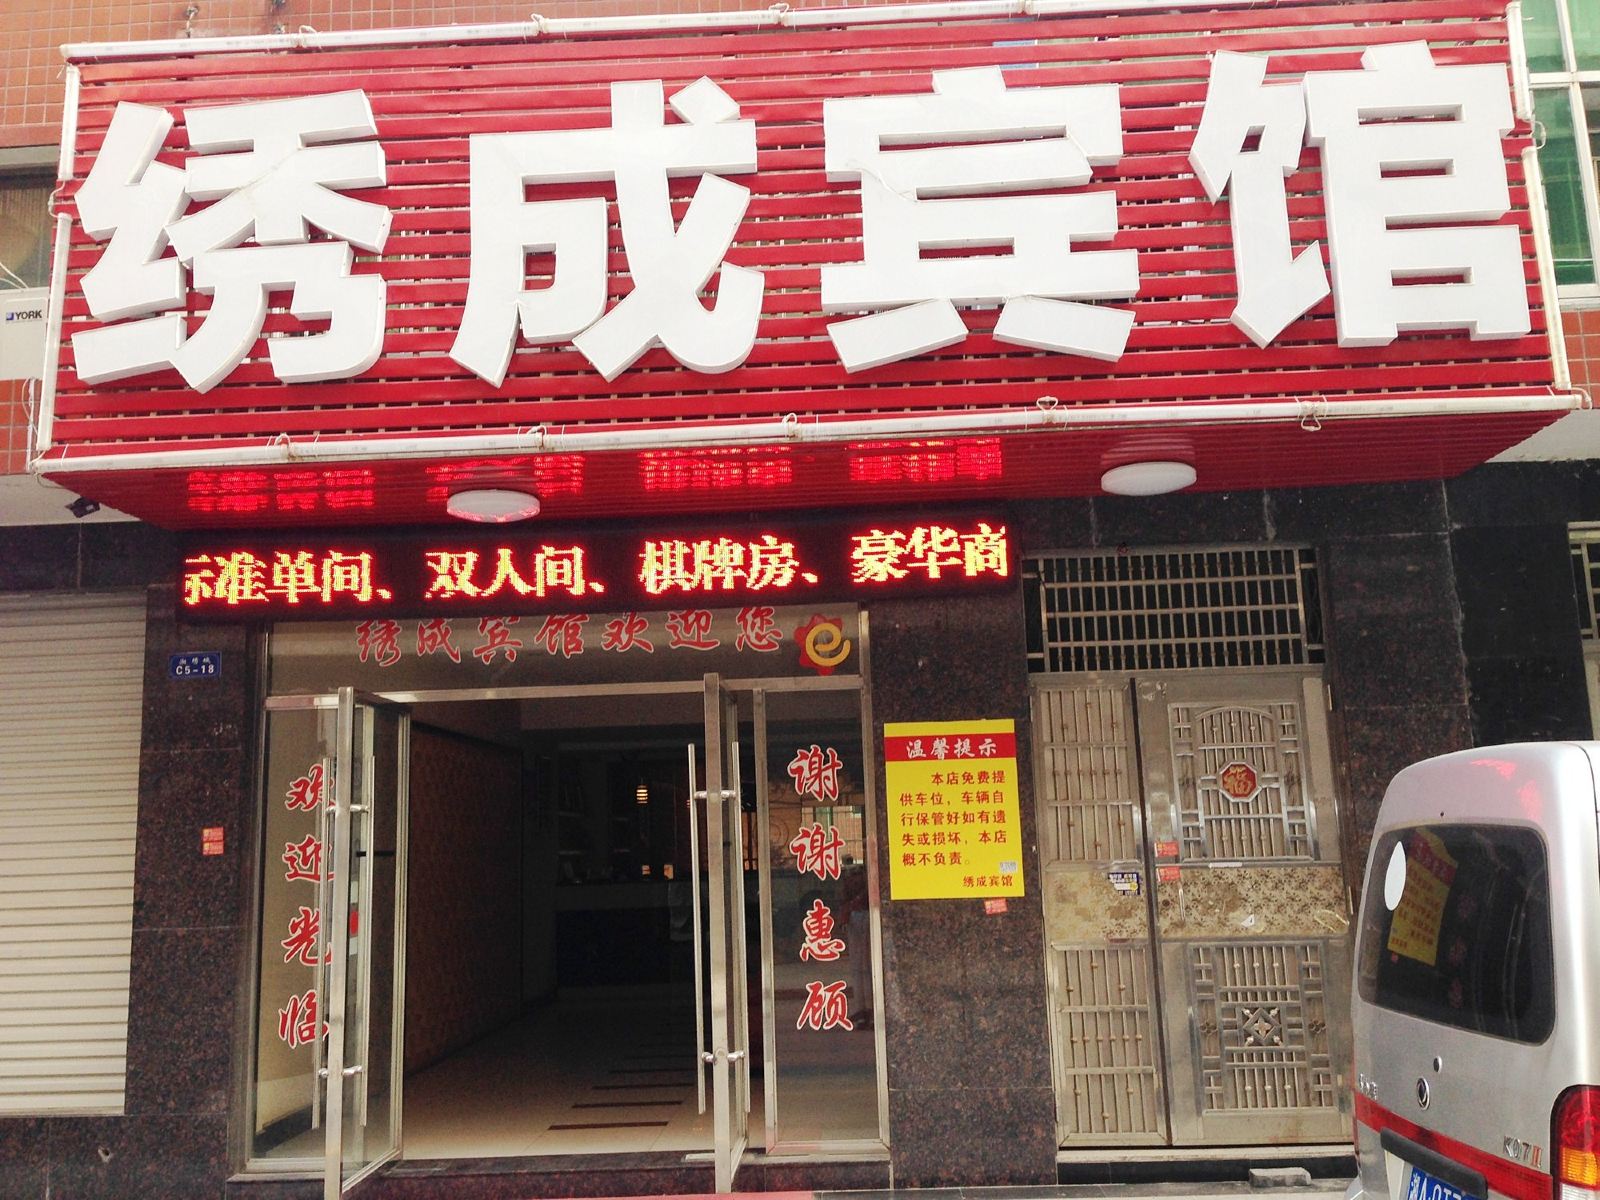 绣成宾馆
YORK
标准单间、双人间、棋牌房、豪华商
绣成宾馆欢迎您
C5-18
欢迎光临
谢谢惠顾
温馨提示
本店免费提
供车位，车辆自
行保管好如有遗
失或损坏，本店
概不负责。
绣成宾馆
福
K07II